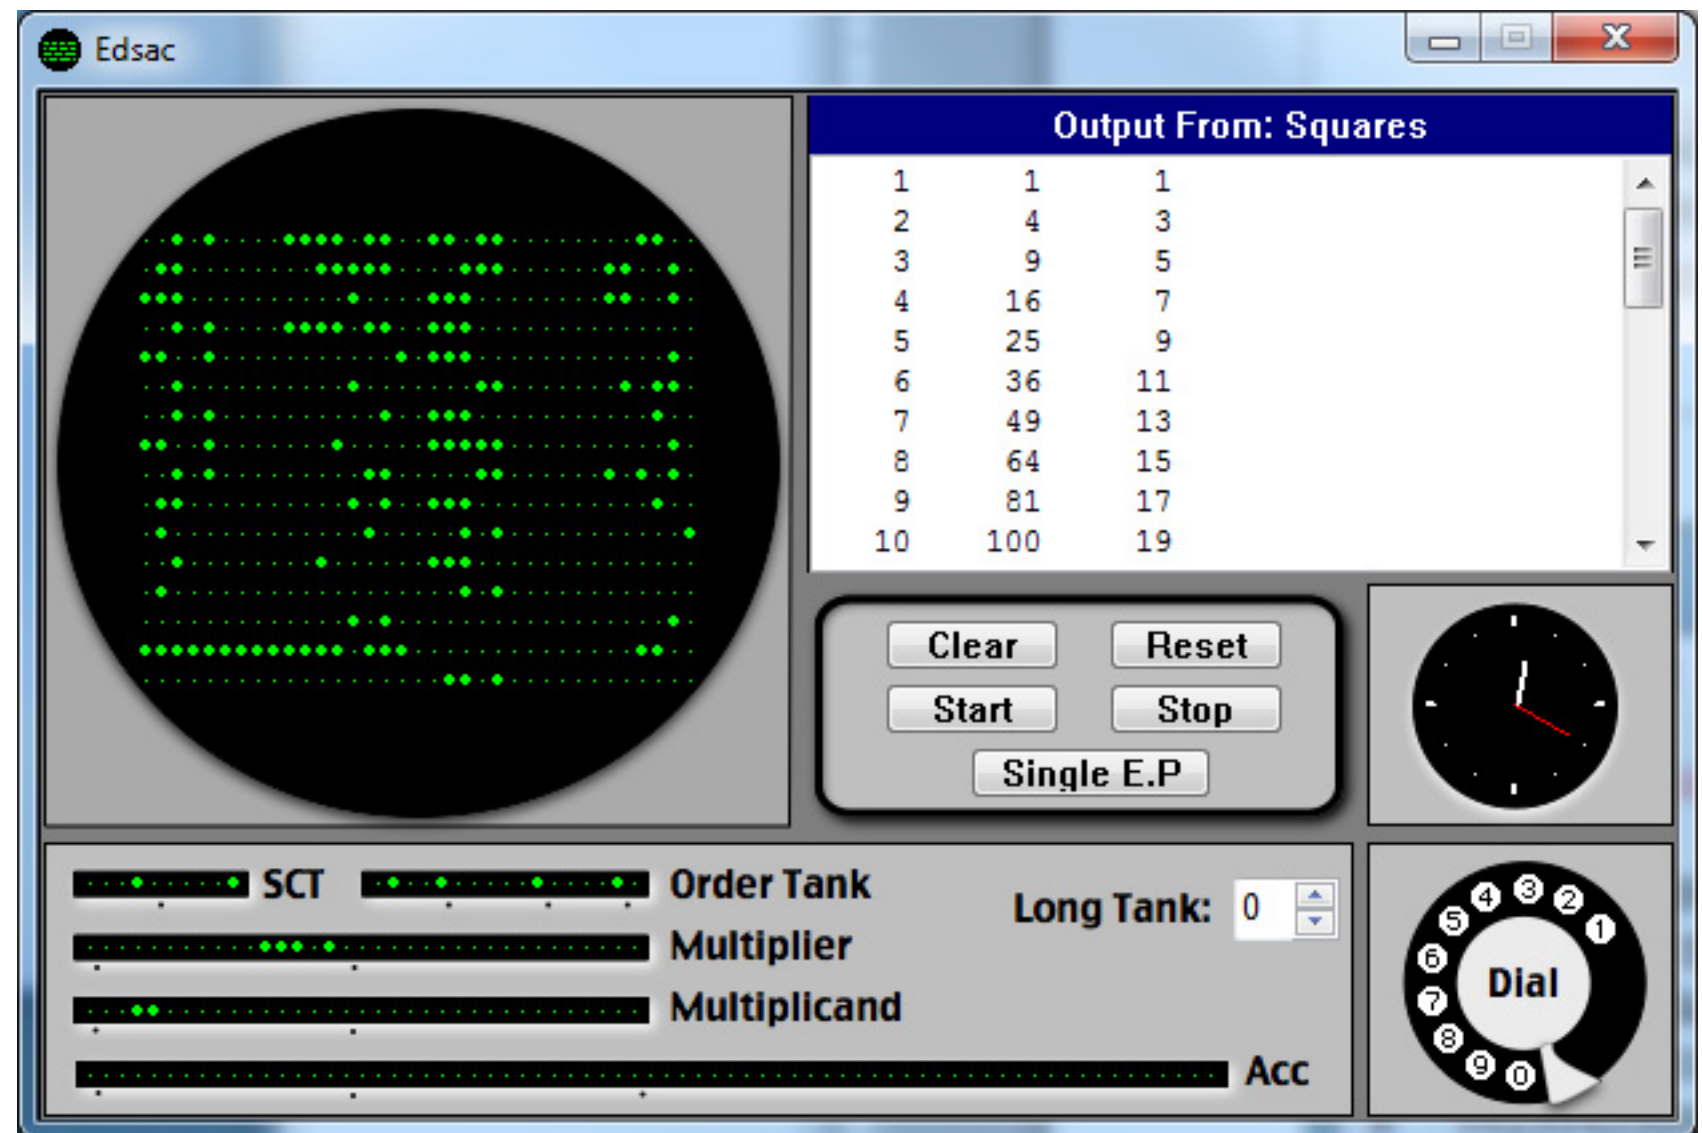 Edsac
Output From: Squares
1 1 1
2 4 3
3 9 5
4 16 7
5 25 9
6 36 11
7 49 13
8 64 15
9 81 17
10 100 19
Clear Reset
Start Stop
Single E.P
SCT Order Tank
Long Tank: 0
Multiplier
Multiplicand
Acc
1 2 3 4 5 6 7 8 9 0
Dial